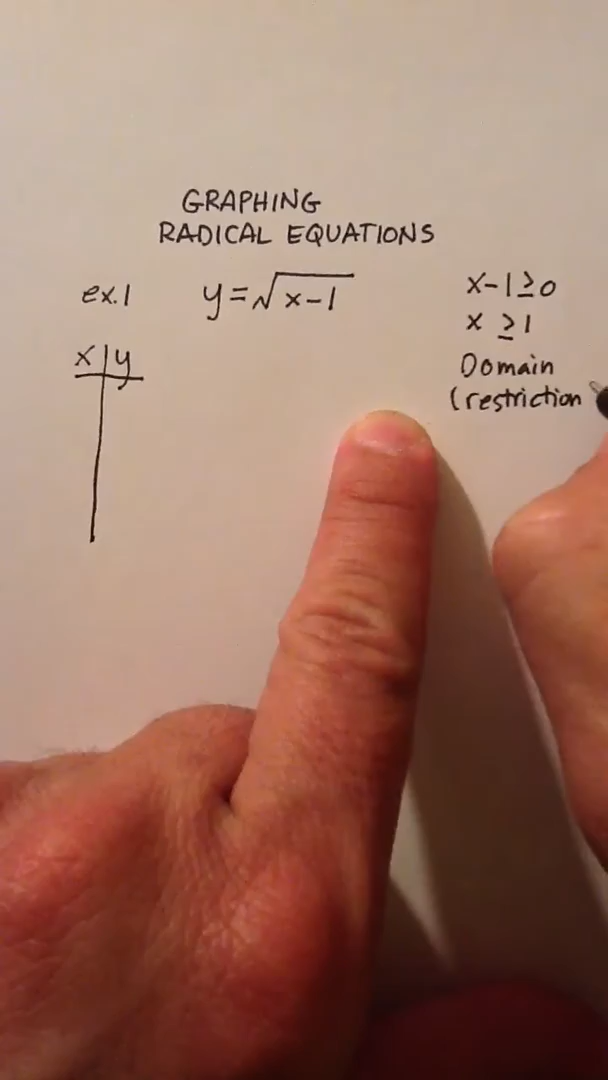 GRAPHING
RADICAL EQUATIONS
ex.1 y=√x-1
x-1≥0
x ≥1
Domain
(restriction
x|y